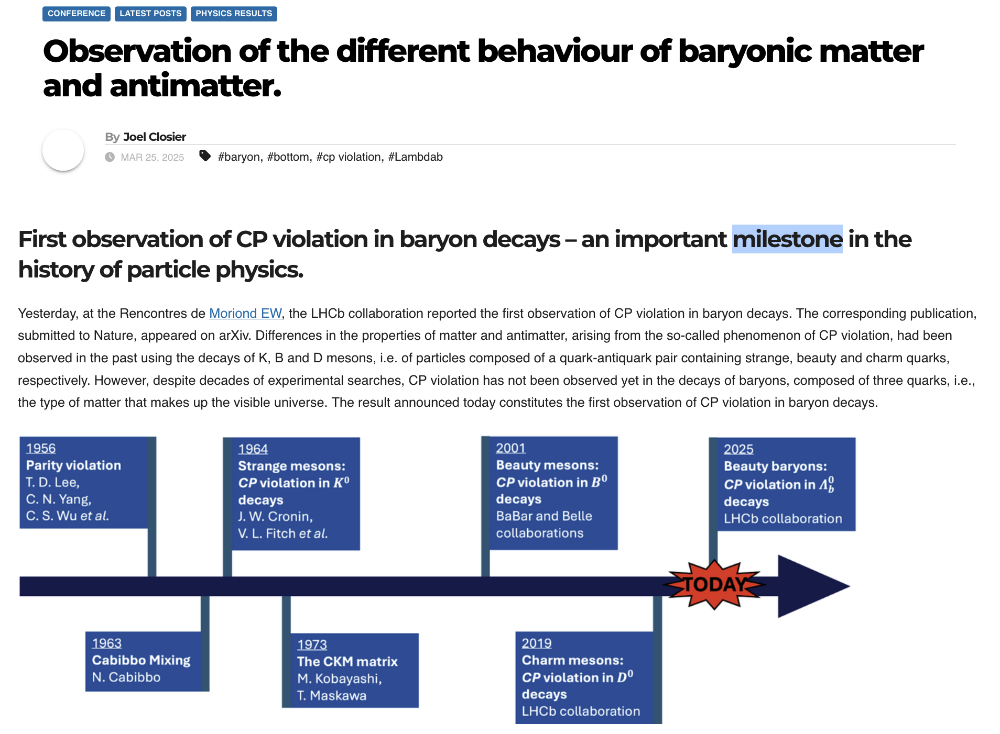 CONFERENCE LATEST POSTS PHYSICS RESULTS
Observation of the different behaviour of baryonic matter
and antimatter.
By Joel Closier
MAR 25, 2025 #baryon, #bottom, #cp violation, #Lambdab
First observation of CP violation in baryon decays – an important milestone in the
history of particle physics.
Yesterday, at the Rencontres de Moriond EW, the LHCb collaboration reported the first observation of CP violation in baryon decays. The corresponding publication,
submitted to Nature, appeared on arXiv. Differences in the properties of matter and antimatter, arising from the so-called phenomenon of CP violation, had been
observed in the past using the decays of K, B and D mesons, i.e. of particles composed of a quark-antiquark pair containing strange, beauty and charm quarks,
respectively. However, despite decades of experimental searches, CP violation has not been observed yet in the decays of baryons, composed of three quarks, i.e.,
the type of matter that makes up the visible universe. The result announced today constitutes the first observation of CP violation in baryon decays.
1956
Parity violation
T. D. Lee,
C. N. Yang,
C. S. Wu et al.
1964
Strange mesons:
CP violation in K⁰
decays
J. W. Cronin,
V. L. Fitch et al.
2001
Beauty mesons:
CP violation in B⁰
decays
BaBar and Belle
collaborations
2025
Beauty baryons:
CP violation in Λ_b^0
decays
LHCb collaboration
TODAY
1963
Cabibbo Mixing
N. Cabibbo
1973
The CKM matrix
M. Kobayashi,
T. Maskawa
2019
Charm mesons:
CP violation in D⁰
decays
LHCb collaboration